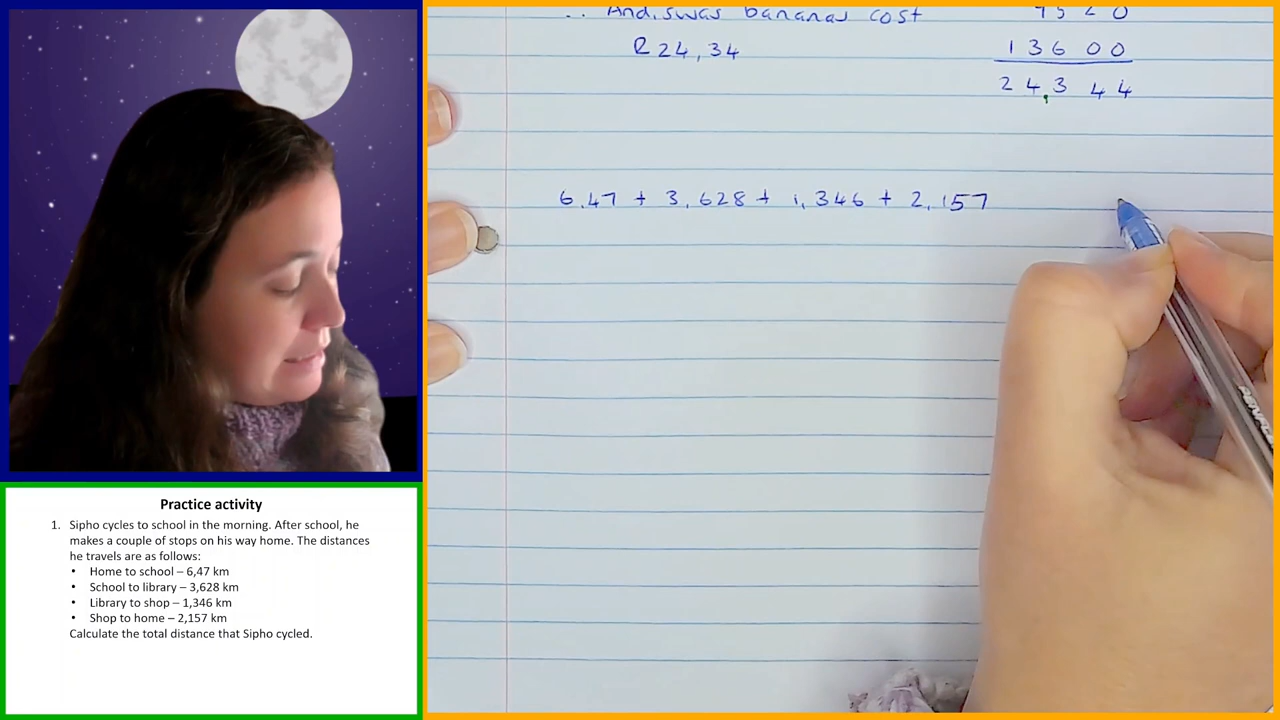 ∴ Andiswas bananas cost
R24,34
9520
13600
24,344
6,47 + 3,628 + 1,346 + 2,157
Practice activity
1. Sipho cycles to school in the morning. After school, he
makes a couple of stops on his way home. The distances
he travels are as follows:
• Home to school – 6,47 km
• School to library – 3,628 km
• Library to shop – 1,346 km
• Shop to home – 2,157 km
Calculate the total distance that Sipho cycled.